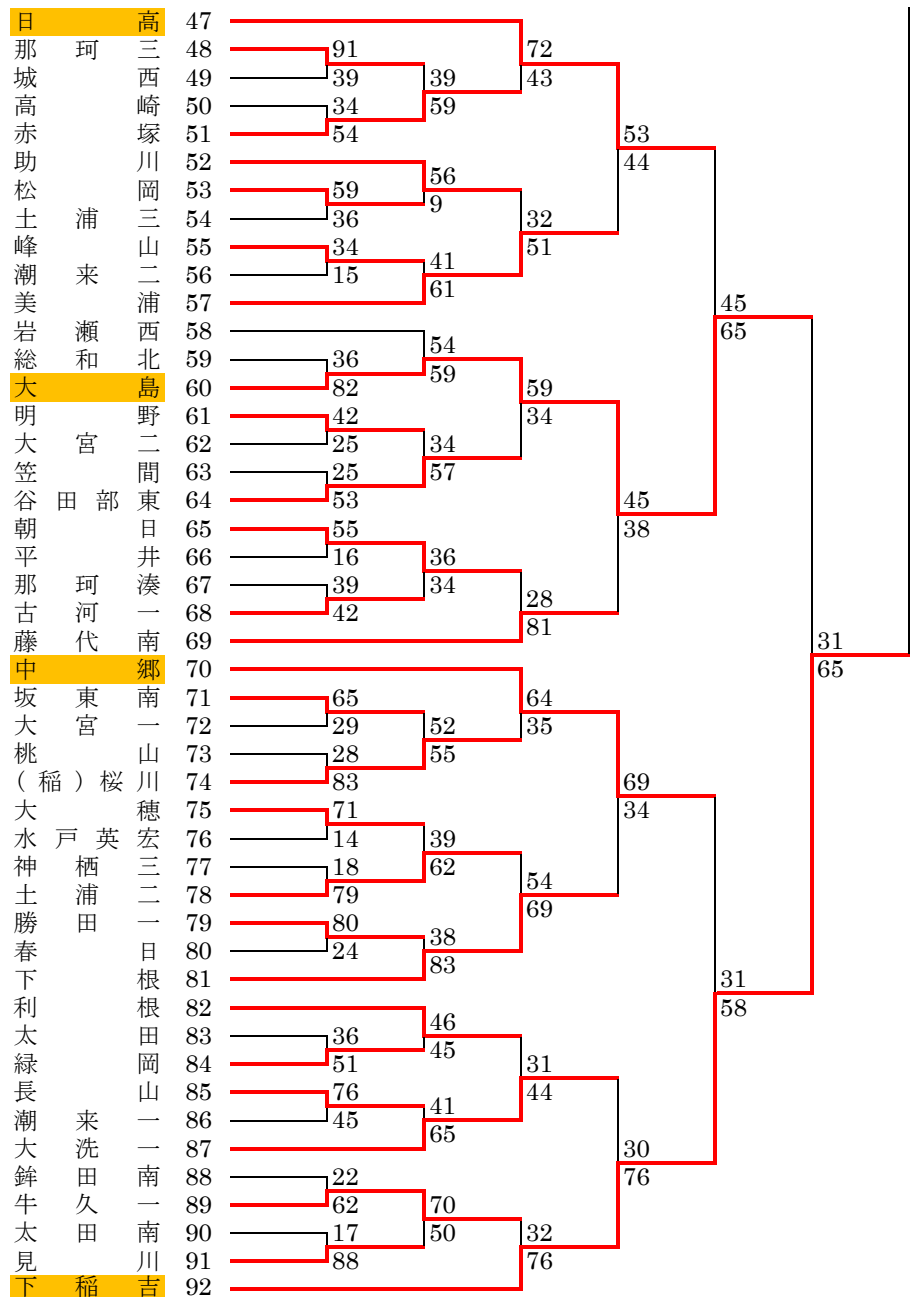 日高 47
那珂三 48
城西 49
高崎 50
赤塚 51
助川 52
松岡 53
土浦三 54
峰山 55
潮来二 56
美浦 57
岩瀬西 58
総和北 59
大島 60
明野 61
大宮二 62
笠間 63
谷田部東 64
朝日 65
平井 66
那珂湊 67
古河一 68
藤代南 69
中郷 70
坂東南 71
大宮一 72
桃山 73
(稲)桜川 74
大穂 75
水戸英宏 76
神栖三 77
土浦二 78
勝田一 79
春日 80
下根 81
利根 82
太田 83
緑岡 84
長山 85
潮来一 86
大洗一 87
鉾田南 88
牛久一 89
太田南 90
見川 91
下稲吉 92
91
39
34
54
59
36
34
15
36
82
42
25
25
53
55
16
39
42
65
29
28
83
71
14
18
79
80
24
36
51
76
45
22
62
17
88
39
59
56
9
41
61
54
59
34
57
36
34
52
55
39
62
38
83
46
45
41
65
70
50
72
43
32
51
59
34
28
81
64
35
54
69
31
44
32
76
53
44
45
38
69
34
30
76
45
65
31
58
31
65